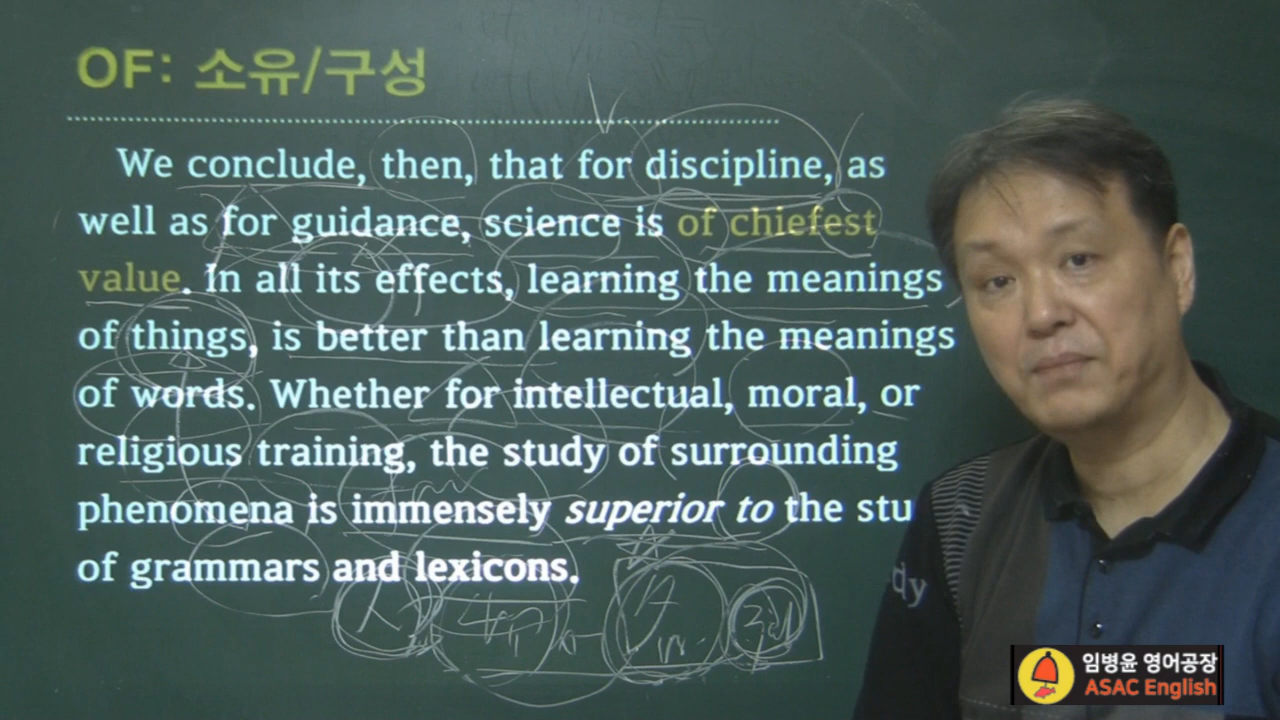 OF: 소유/구성
We conclude, then, that for discipline, as
well as for guidance, science is of chiefest
value. In all its effects, learning the meanings
of things, is better than learning the meanings
of words. Whether for intellectual, moral, or
religious training, the study of surrounding
phenomena is immensely superior to the study
of grammars and lexicons.
임병윤 영어공장
ASAC English